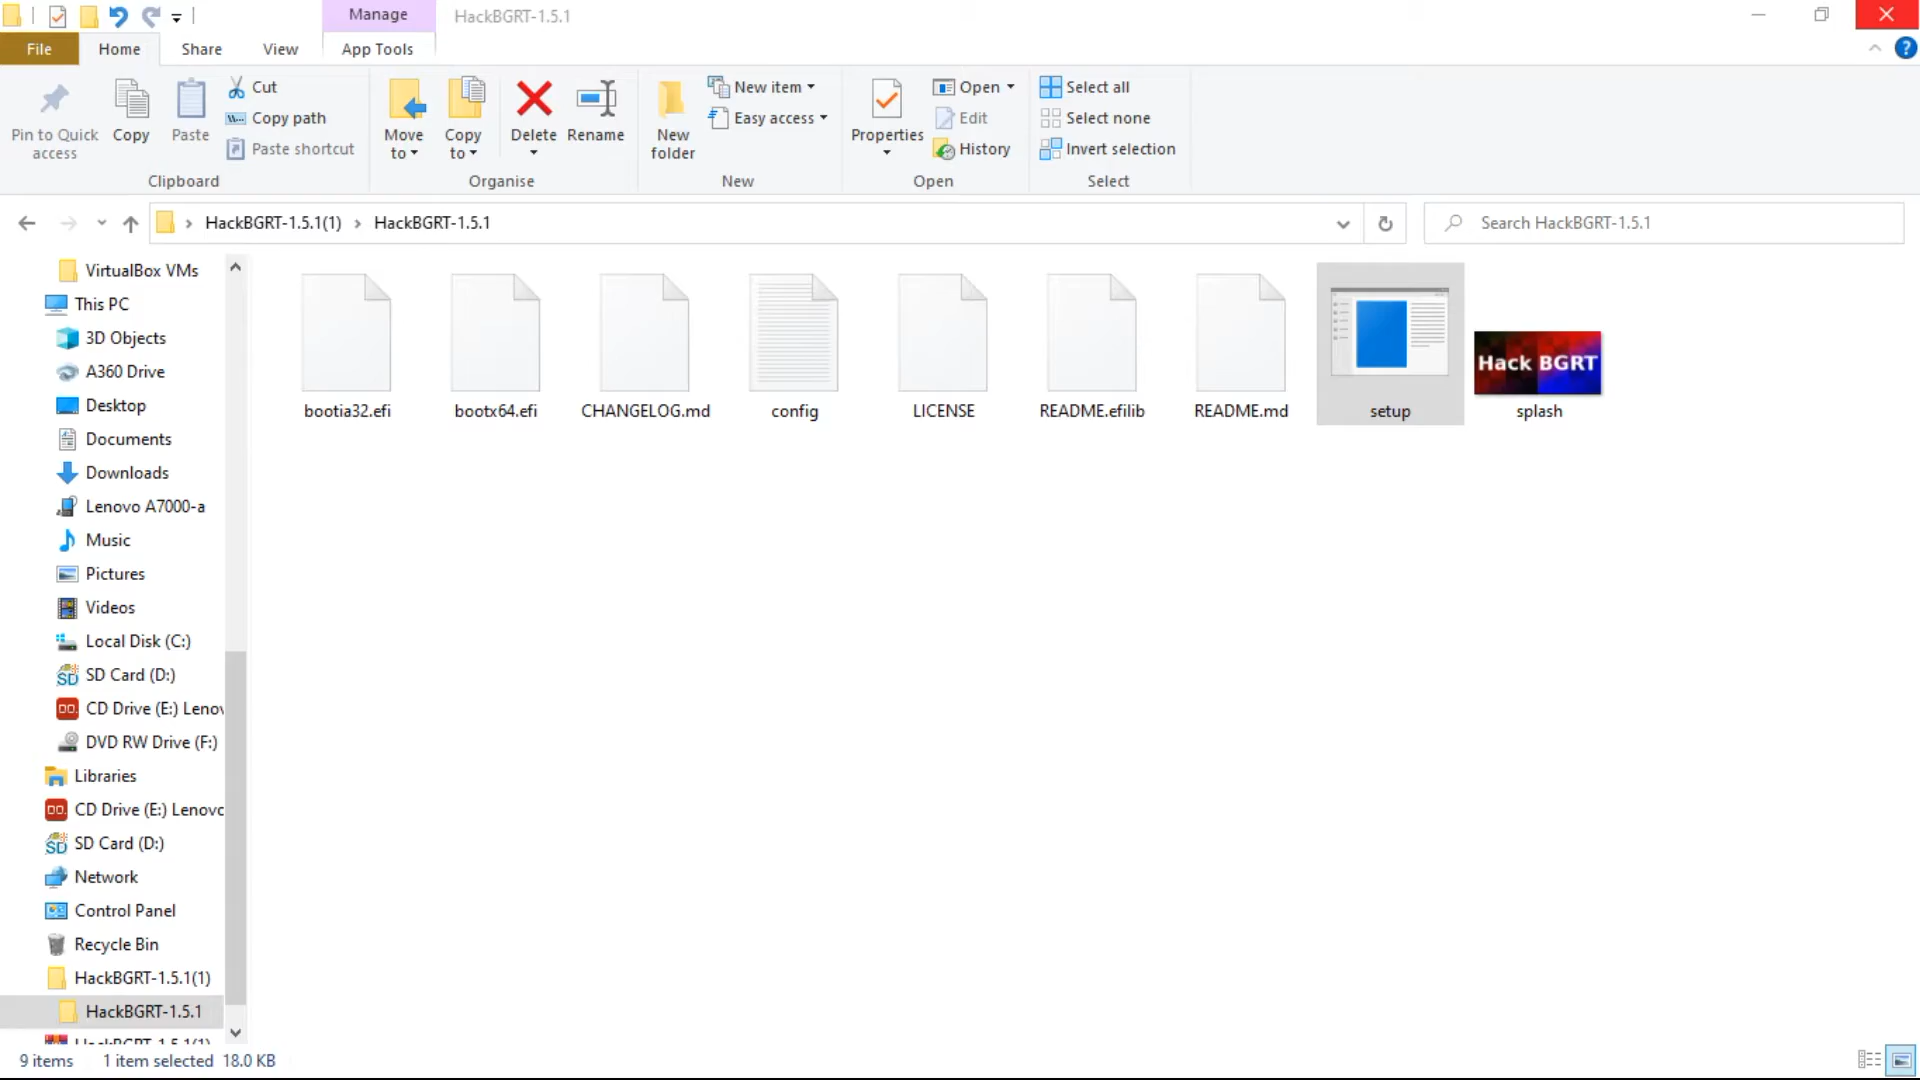 Manage
HackBGRT-1.5.1
File
Home
Share
View
App Tools
Pin to Quick access
Copy
Paste
Cut
Copy path
Paste shortcut
Clipboard
Move to
Copy to
Delete
Rename
Organise
New folder
New item
Easy access
New
Properties
Open
Edit
History
Open
Select all
Select none
Invert selection
Select
HackBGRT-1.5.1(1)
HackBGRT-1.5.1
Search HackBGRT-1.5.1
VirtualBox VMs
This PC
3D Objects
A360 Drive
Desktop
Documents
Downloads
Lenovo A7000-a
Music
Pictures
Videos
Local Disk (C:)
SD Card (D:)
CD Drive (E:) Lenov
DVD RW Drive (F:)
Libraries
CD Drive (E:) Lenovo
SD Card (D:)
Network
Control Panel
Recycle Bin
HackBGRT-1.5.1(1)
HackBGRT-1.5.1
HackBGRT-1.5.1(1)
bootia32.efi
bootx64.efi
CHANGELOG.md
config
LICENSE
README.efilib
README.md
setup
Hack BGRT
splash
9 items
1 item selected 18.0 KB